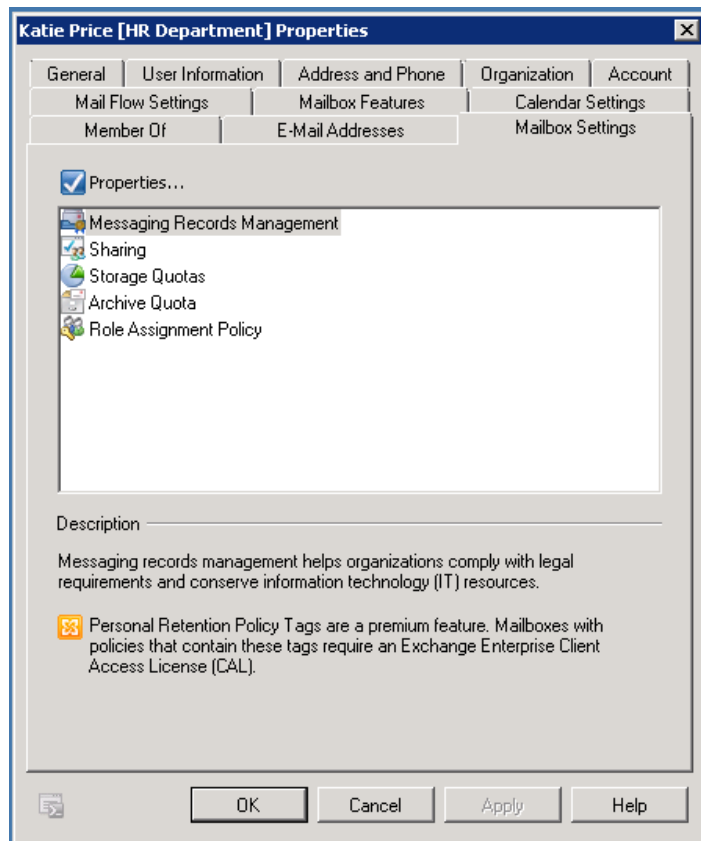 Katie Price [HR Department] Properties
General User Information Address and Phone Organization Account
Mail Flow Settings Mailbox Features Calendar Settings
Member Of E-Mail Addresses Mailbox Settings
Properties...
Messaging Records Management
Sharing
Storage Quotas
Archive Quota
Role Assignment Policy
Description
Messaging records management helps organizations comply with legal
requirements and conserve information technology (IT) resources.
Personal Retention Policy Tags are a premium feature. Mailboxes with
policies that contain these tags require an Exchange Enterprise Client
Access License (CAL).
OK Cancel Apply Help